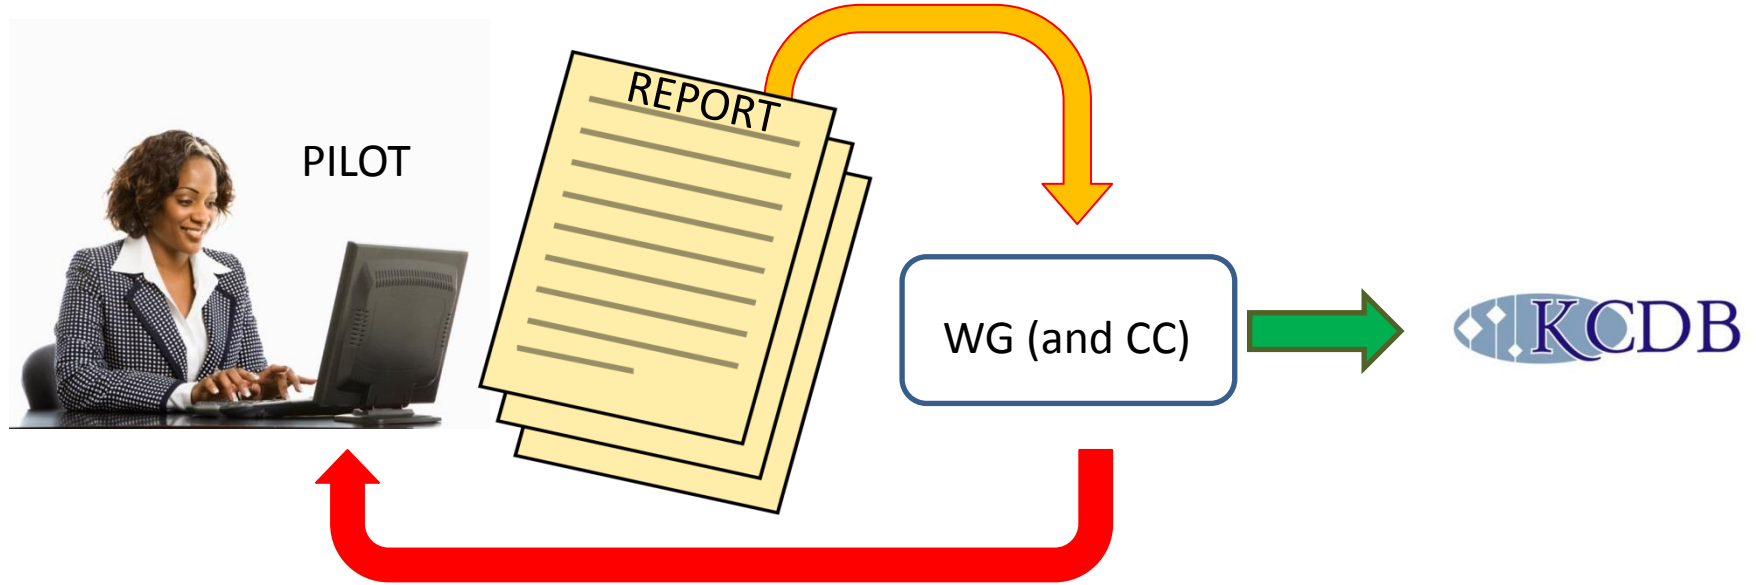 PILOT
REPORT
WG (and CC)
KCDB